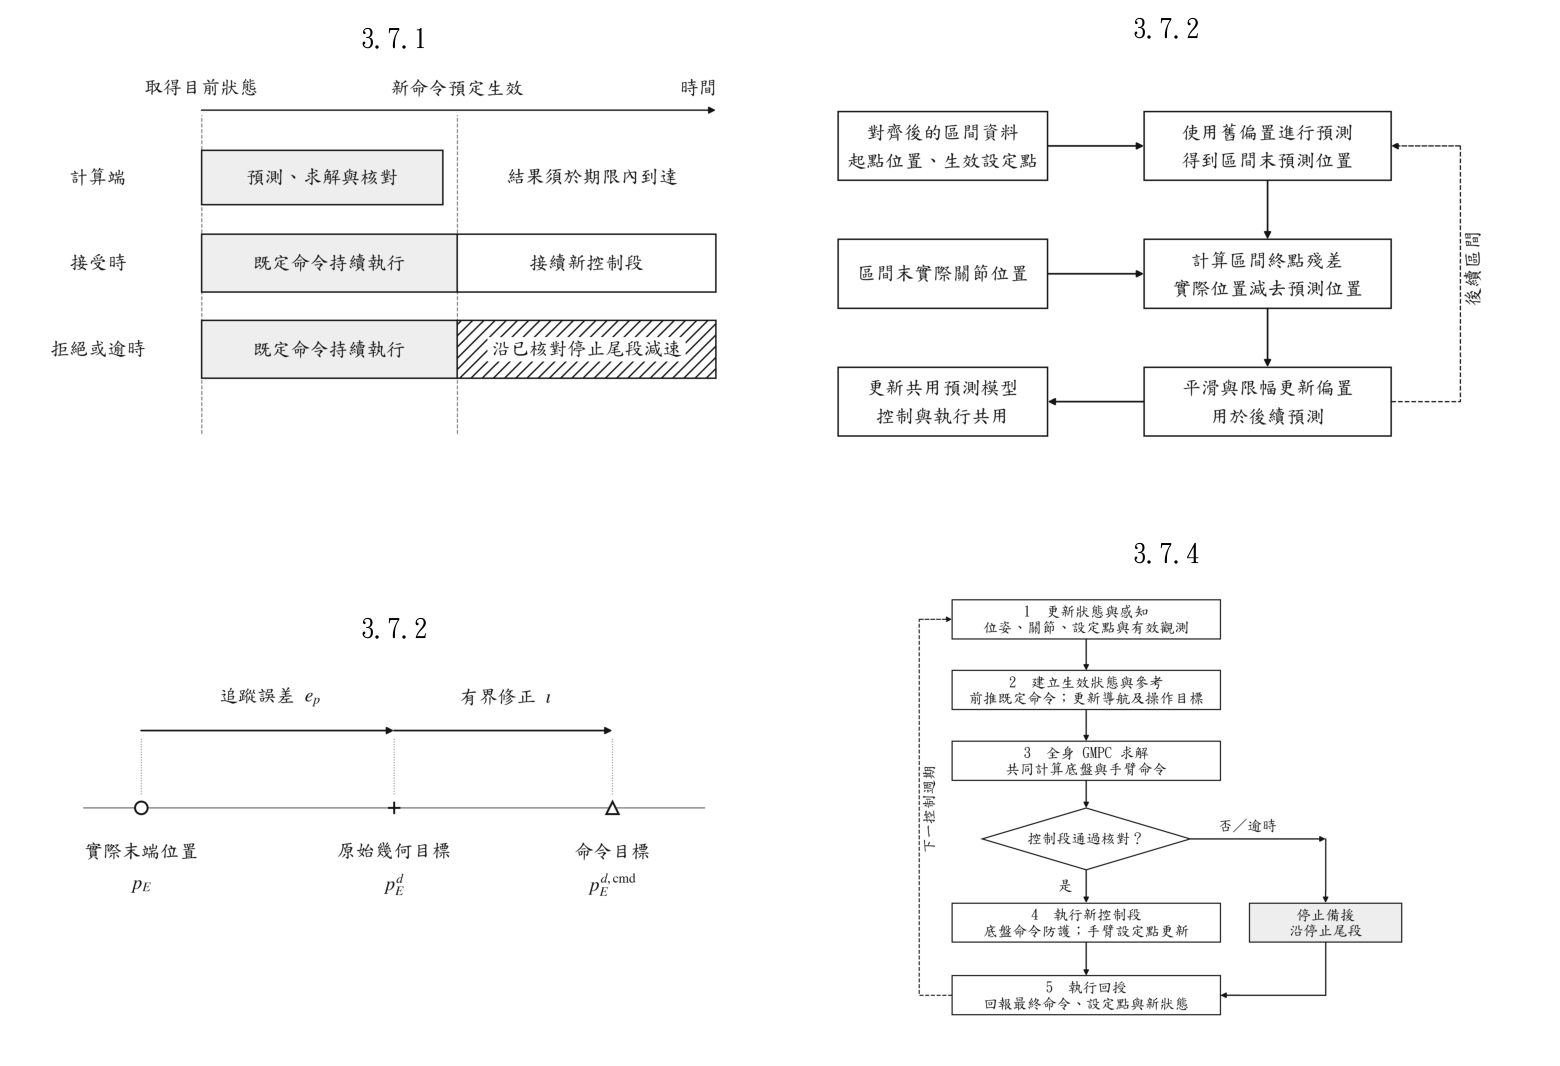 3.7.1
取得目前狀態
新命令預定生效
時間
計算端
預測、求解與核對
結果須於期限內到達
接受時
既定命令持續執行
接續新控制段
拒絕或逾時
既定命令持續執行
沿已核對停止尾段減速
3.7.2
對齊後的區間資料
起點位置、生效設定點
使用舊偏置進行預測
得到區間末預測位置
區間末實際關節位置
計算區間終點殘差
實際位置減去預測位置
後續區間
更新共用預測模型
控制與執行共用
平滑與限幅更新偏置
用於後續預測
3.7.2
追蹤誤差 e_p
有界修正 ι
實際末端位置
p_E
原始幾何目標
p_E^d
命令目標
p_E^{d,cmd}
3.7.4
1 更新狀態與感知
位姿、關節、設定點與有效觀測
2 建立生效狀態與參考
前推既定命令；更新導航及操作目標
3 全身 GMPC 求解
共同計算底盤與手臂命令
下一控制週期
控制段通過核對？
否／逾時
是
4 執行新控制段
底盤命令防護；手臂設定點更新
停止備援
沿停止尾段
5 執行回授
回報最終命令、設定點與新狀態